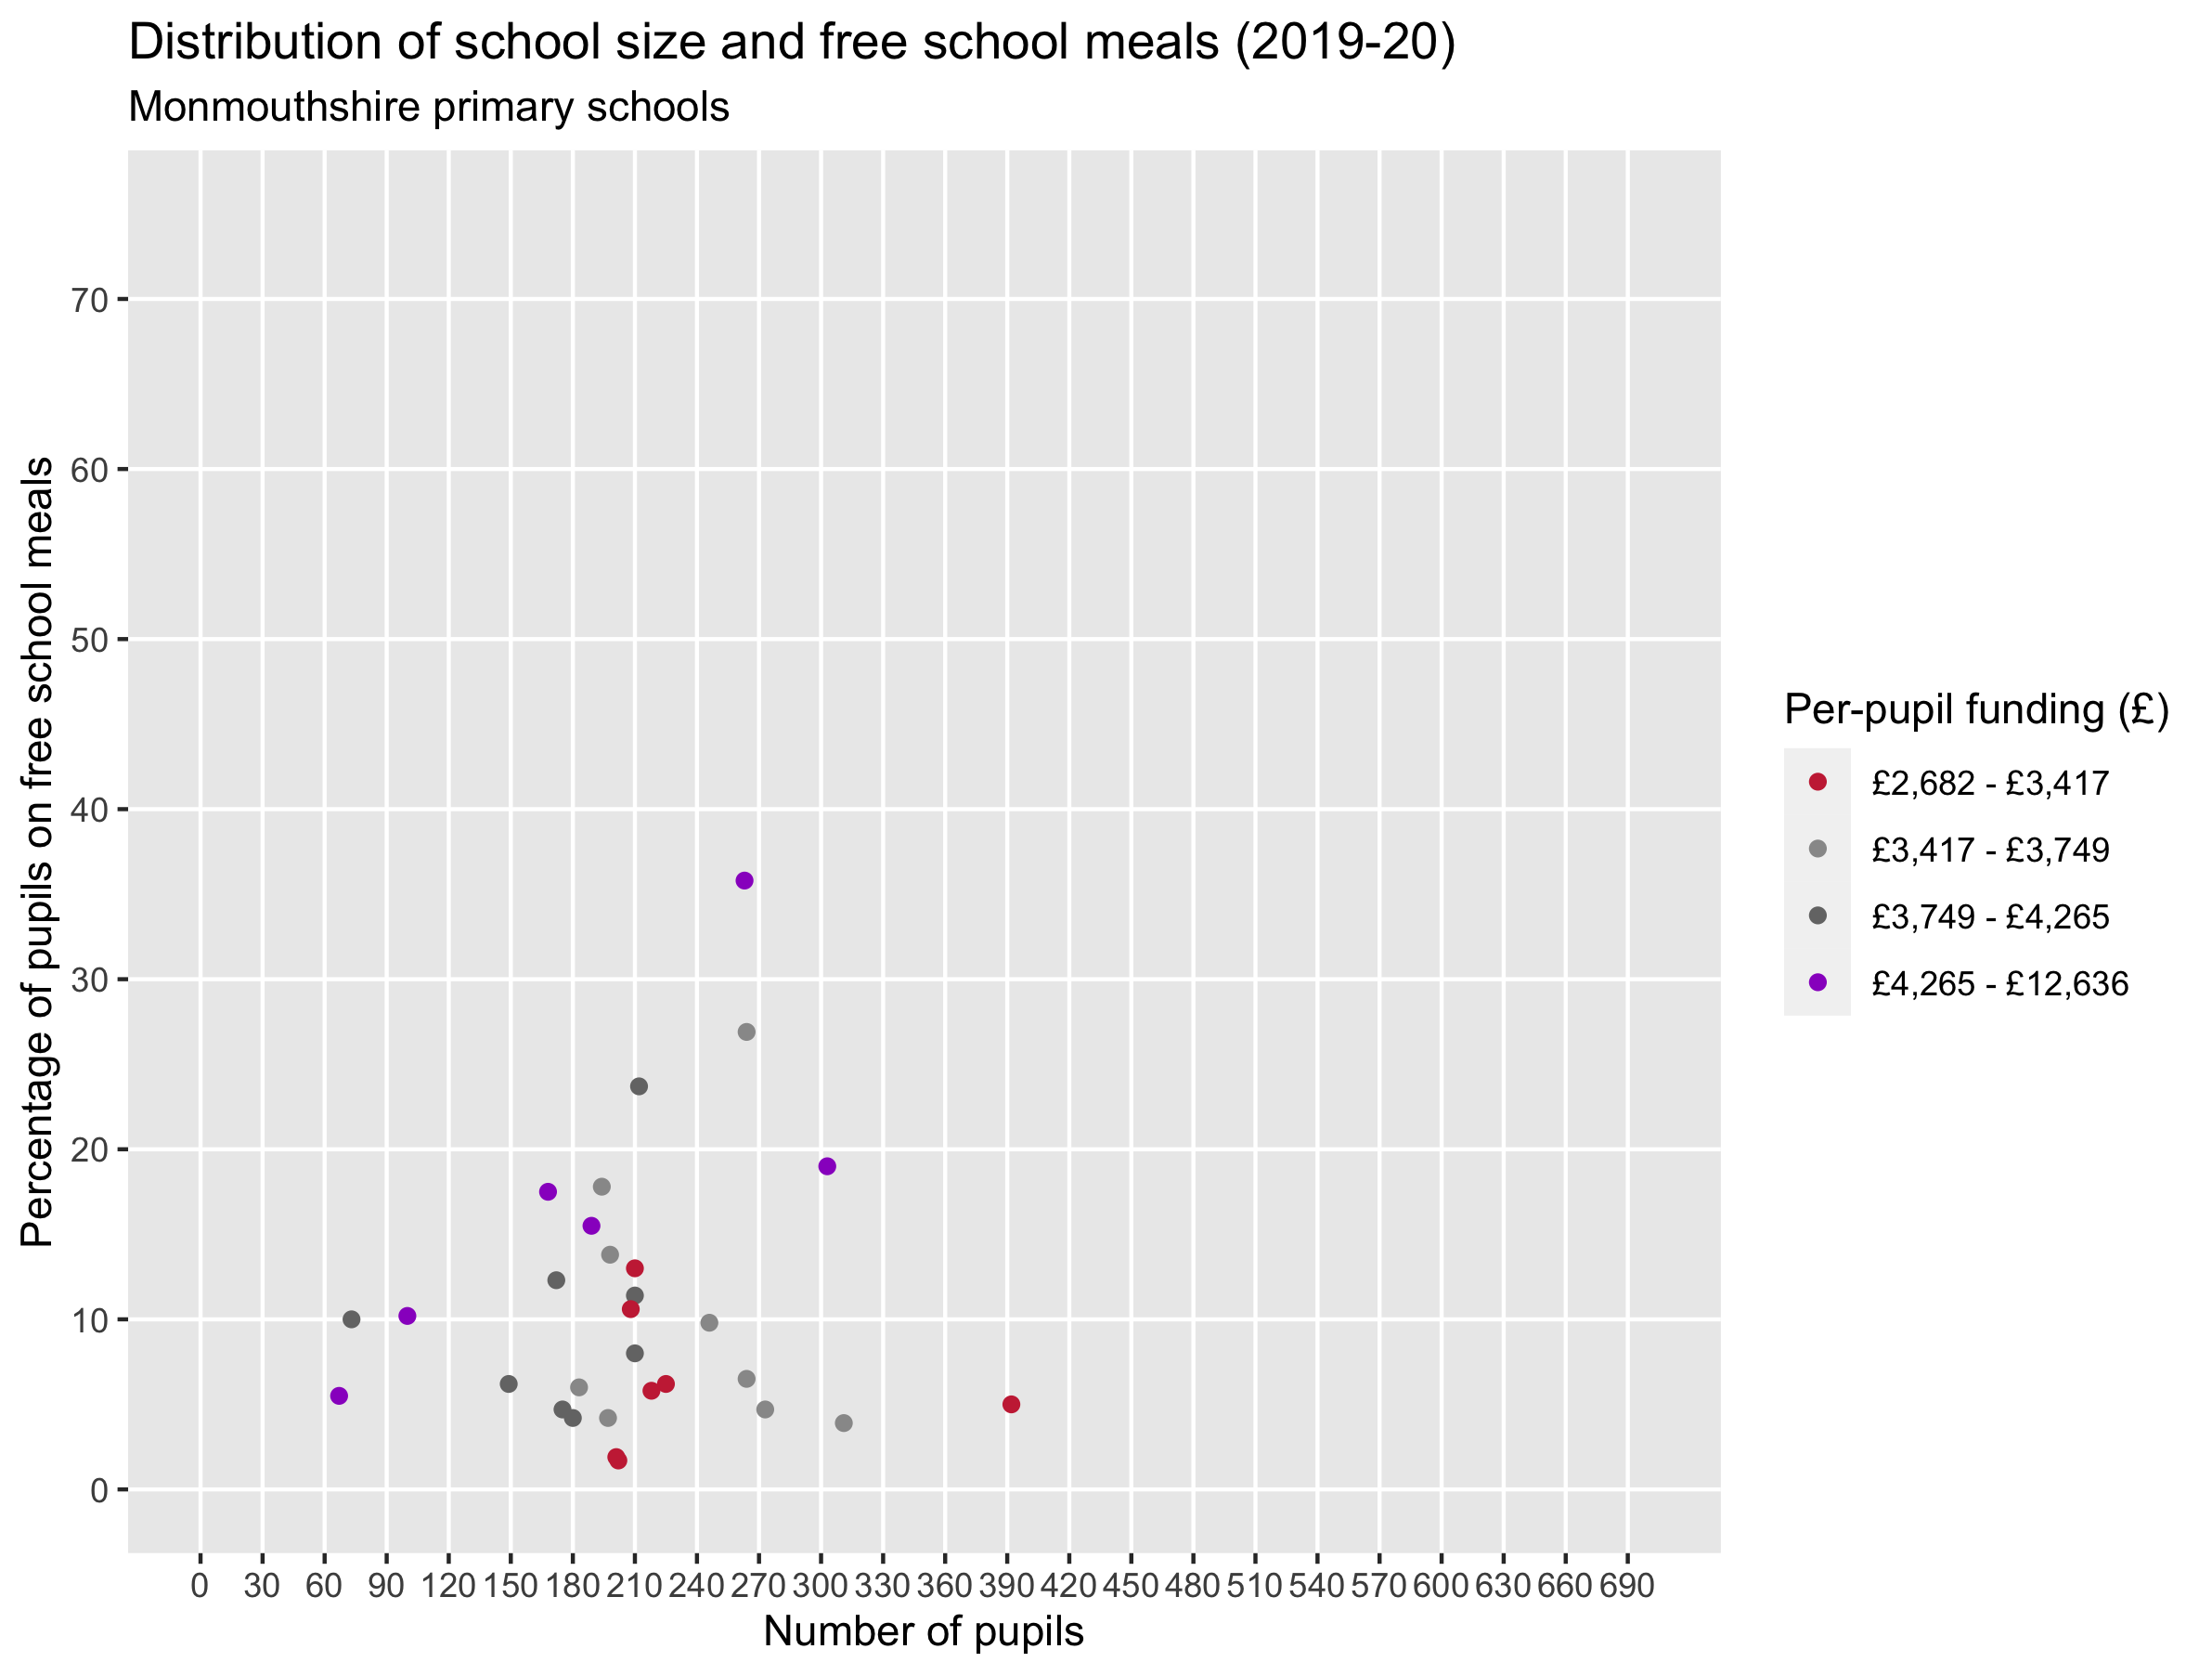 Distribution of school size and free school meals (2019-20)
Monmouthshire primary schools
Percentage of pupils on free school meals
70
60
50
40
30
20
10
0
0 30 60 90 120 150 180 210 240 270 300 330 360 390 420 450 480 510 540 570 600 630 660 690
Number of pupils
Per-pupil funding (£)
£2,682 - £3,417
£3,417 - £3,749
£3,749 - £4,265
£4,265 - £12,636